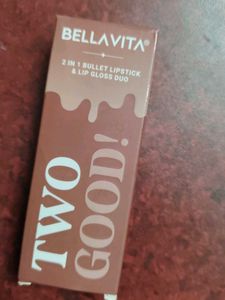 BELLAVITA®
2 IN 1 BULLET LIPSTICK
& LIP GLOSS DUO
TWO
GOOD!